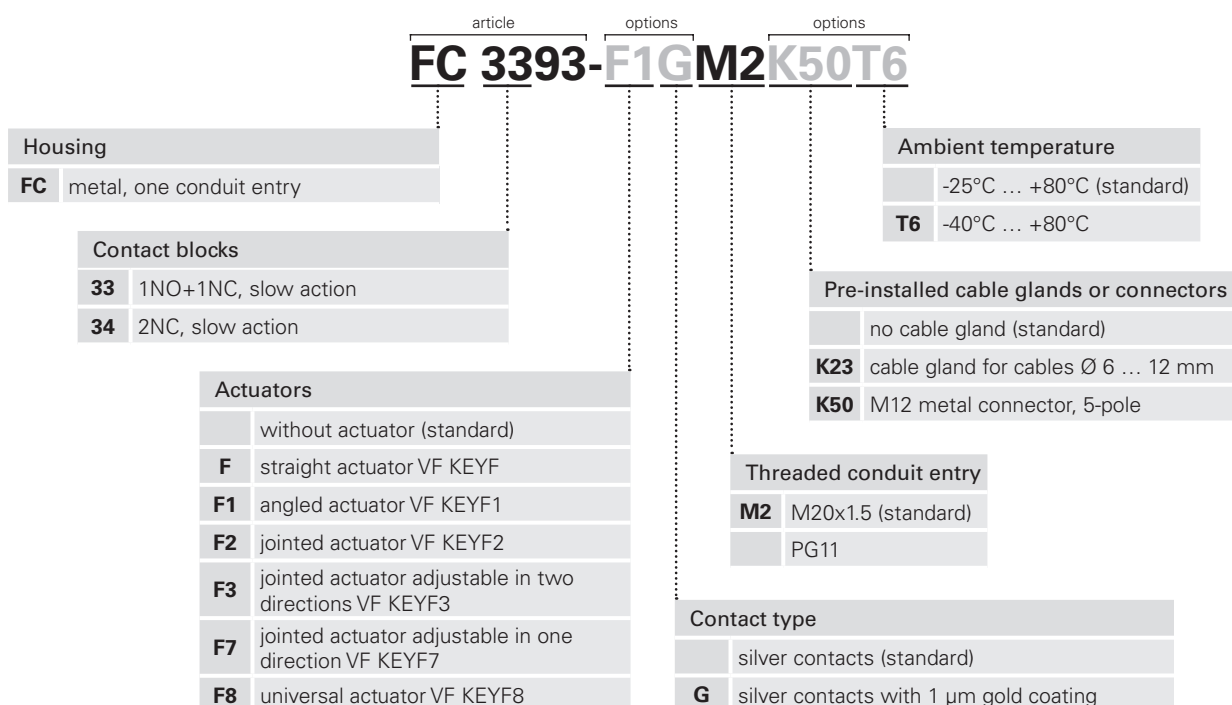 article
options
options
FC 3393-F1GM2K50T6
Housing
FC metal, one conduit entry
Contact blocks
33 1NO+1NC, slow action
34 2NC, slow action
Actuators
without actuator (standard)
F straight actuator VF KEYF
F1 angled actuator VF KEYF1
F2 jointed actuator VF KEYF2
F3 jointed actuator adjustable in two
directions VF KEYF3
F7 jointed actuator adjustable in one
direction VF KEYF7
F8 universal actuator VF KEYF8
Ambient temperature
-25°C … +80°C (standard)
T6 -40°C … +80°C
Pre-installed cable glands or connectors
no cable gland (standard)
K23 cable gland for cables Ø 6 … 12 mm
K50 M12 metal connector, 5-pole
Threaded conduit entry
M2 M20x1.5 (standard)
PG11
Contact type
silver contacts (standard)
G silver contacts with 1 µm gold coating